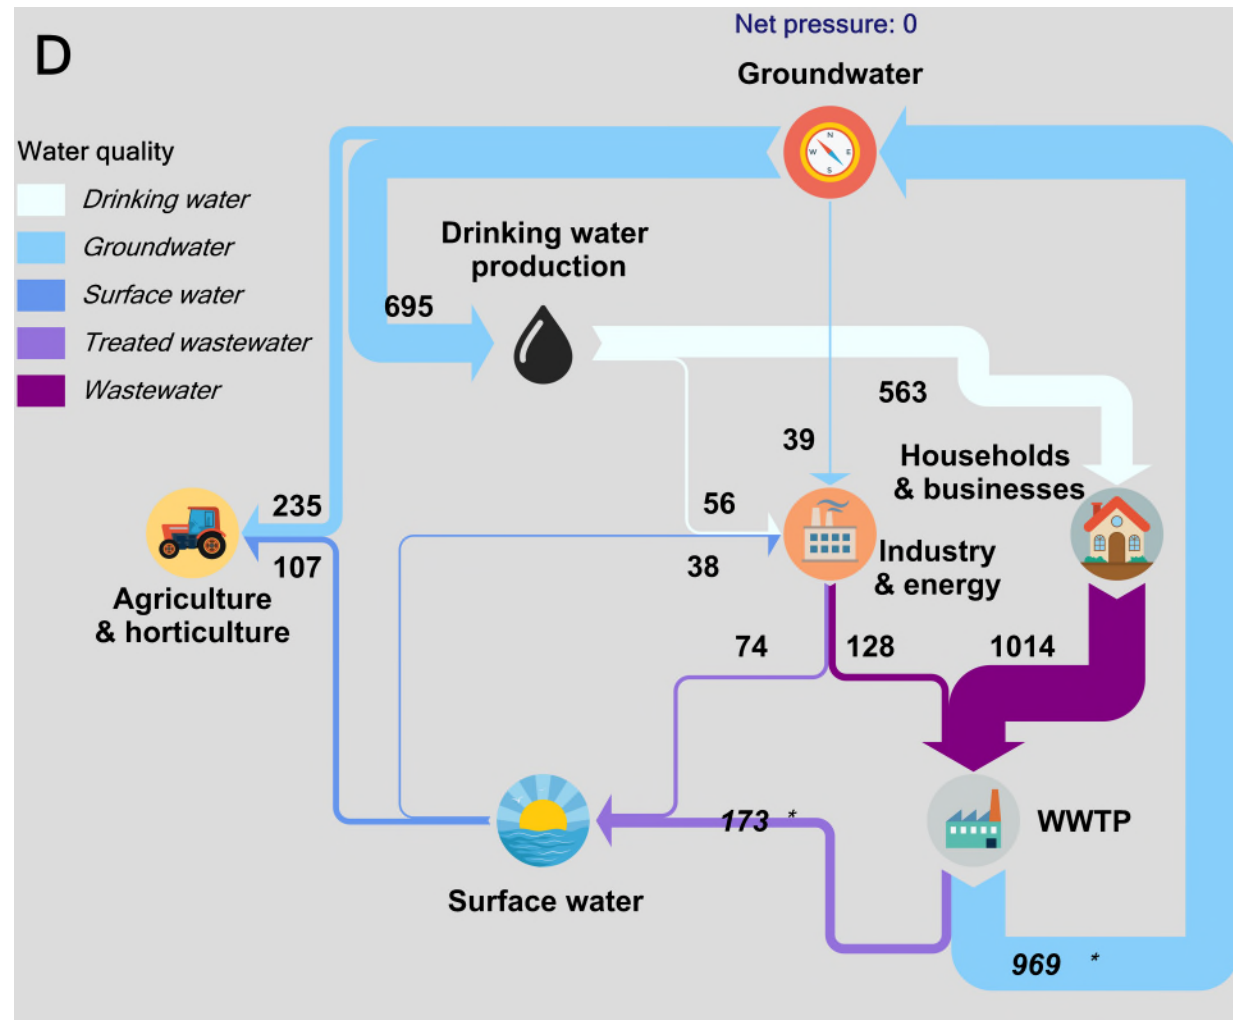 D
Net pressure: 0
Groundwater
N
W E
S
Water quality
Drinking water
Groundwater
Surface water
Treated wastewater
Wastewater
Drinking water
production
695
563
39
Households
& businesses
235
56
107
38
Industry
& energy
Agriculture
& horticulture
74
128
1014
173 *
WWTP
Surface water
969 *